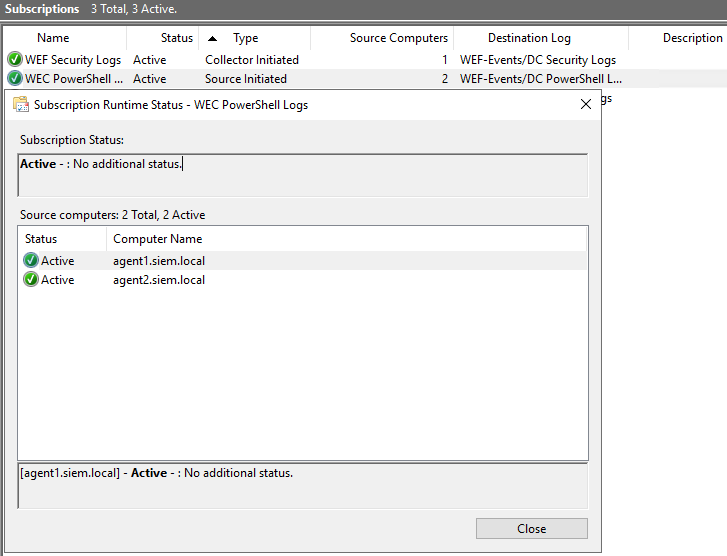 Subscriptions 3 Total, 3 Active.
Name Status Type Source Computers Destination Log Description
WEF Security Logs Active Collector Initiated 1 WEF-Events/DC Security Logs
WEC PowerShell ... Active Source Initiated 2 WEF-Events/DC PowerShell L...
gs
Subscription Runtime Status - WEC PowerShell Logs
Subscription Status:
Active - : No additional status.
Source computers: 2 Total, 2 Active
Status Computer Name
Active agent1.siem.local
Active agent2.siem.local
[agent1.siem.local] - Active - : No additional status.
Close